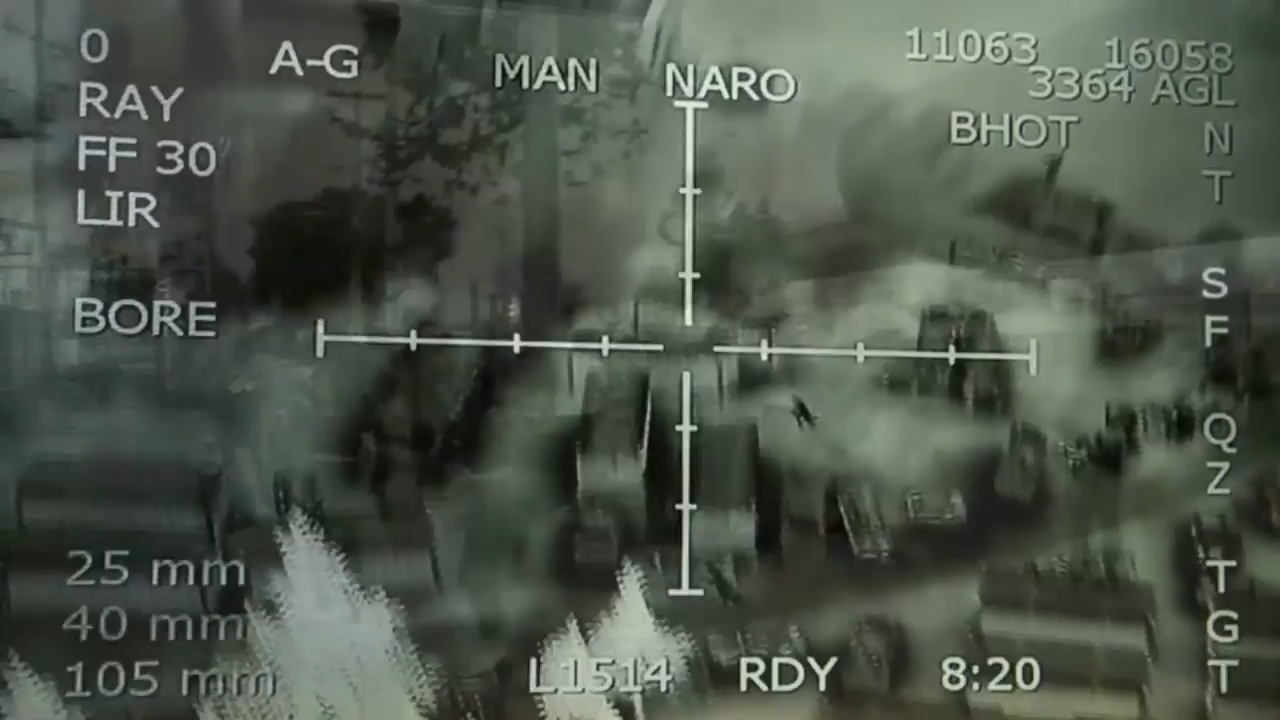 0 A-G MAN NARO 11063 16058
RAY 3364 AGL
FF 30 BHOT N
LIR T
BORE S
F
Q
Z
25 mm T
40 mm G
105 mm L1514 RDY 8:20 T